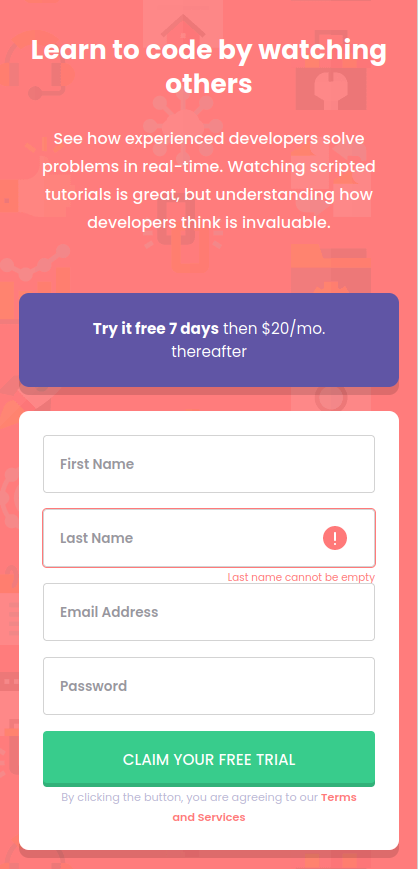 Learn to code by watching
others
See how experienced developers solve
problems in real-time. Watching scripted
tutorials is great, but understanding how
developers think is invaluable.
Try it free 7 days then $20/mo.
thereafter
First Name
Last Name
Last name cannot be empty
Email Address
Password
CLAIM YOUR FREE TRIAL
By clicking the button, you are agreeing to our Terms
and Services